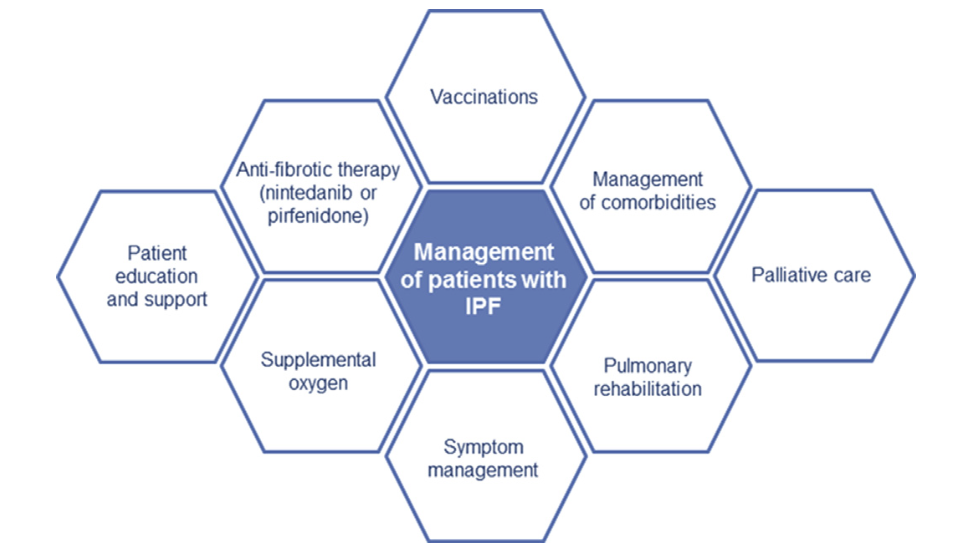 Vaccinations
Anti-fibrotic therapy
(nintedanib or
pirfenidone)
Management
of comorbidities
Patient
education
and support
Management
of patients with
IPF
Palliative care
Supplemental
oxygen
Pulmonary
rehabilitation
Symptom
management